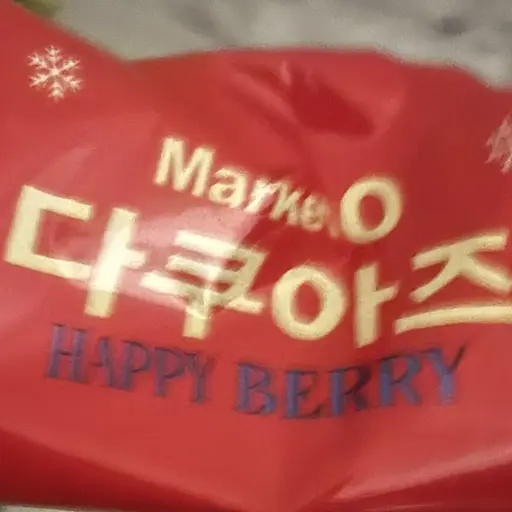 Market O
다쿠아즈
HAPPY BERRY